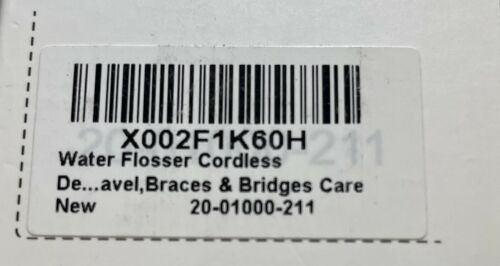 X002F1K60H
Water Flosser Cordless
De...avel,Braces & Bridges Care
New 20-01000-211